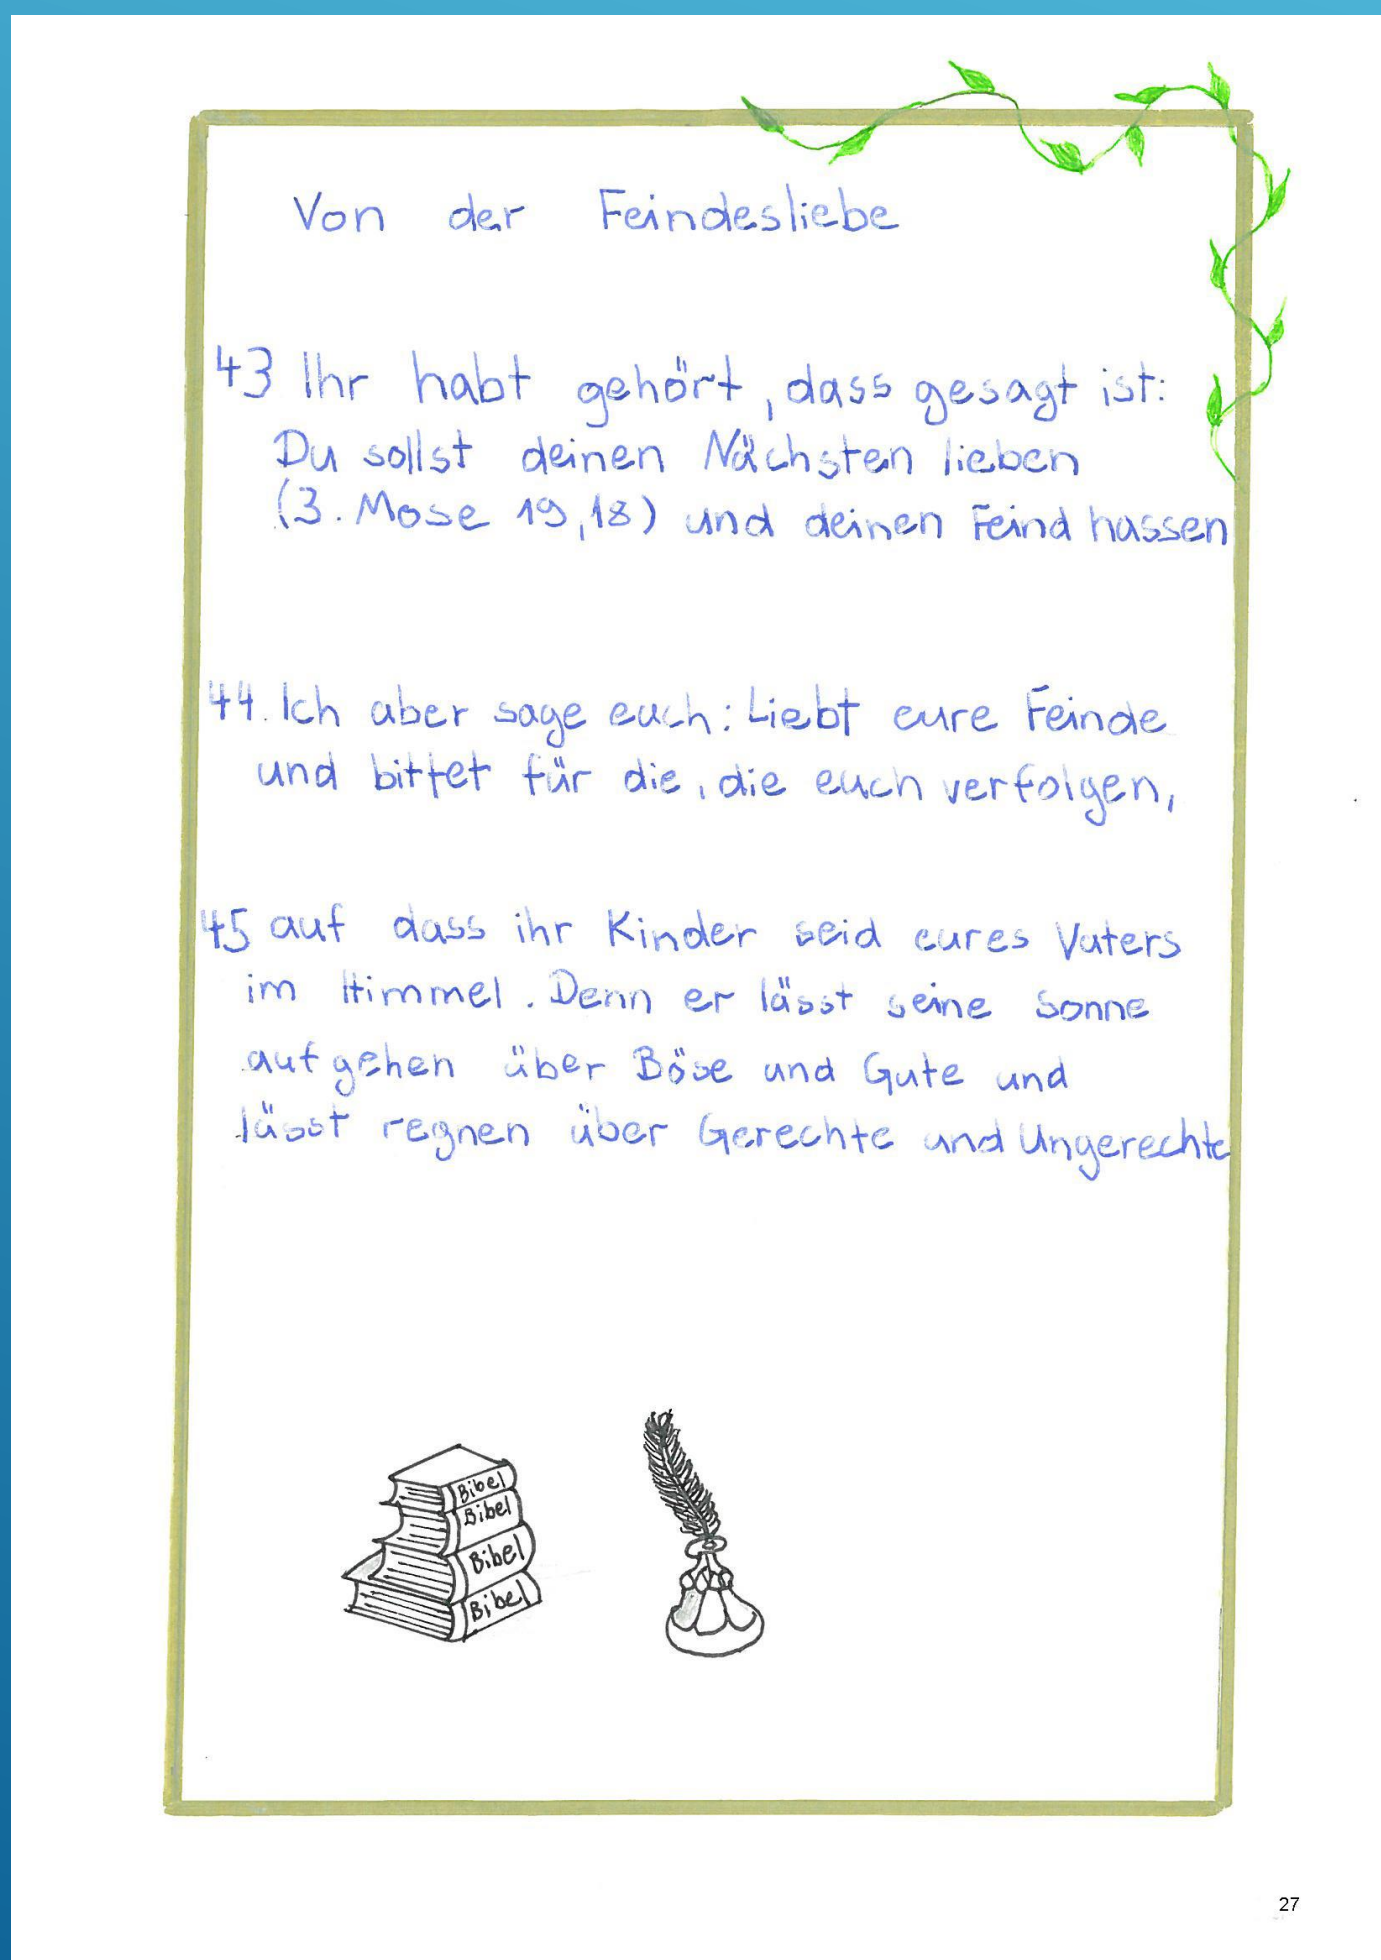 Von der Feindesliebe
43 Ihr habt gehört, dass gesagt ist:
Du sollst deinen Nächsten lieben
(3. Mose 19,18) und deinen Feind hassen
44. Ich aber sage euch: Liebt eure Feinde
und bittet für die, die euch verfolgen,
45 auf dass ihr Kinder seid eures Vaters
im Himmel. Denn er lässt seine Sonne
aufgehen über Böse und Gute und
lässt regnen über Gerechte und Ungerechte
Bibel
Bibel
Bibel
Bibel
27